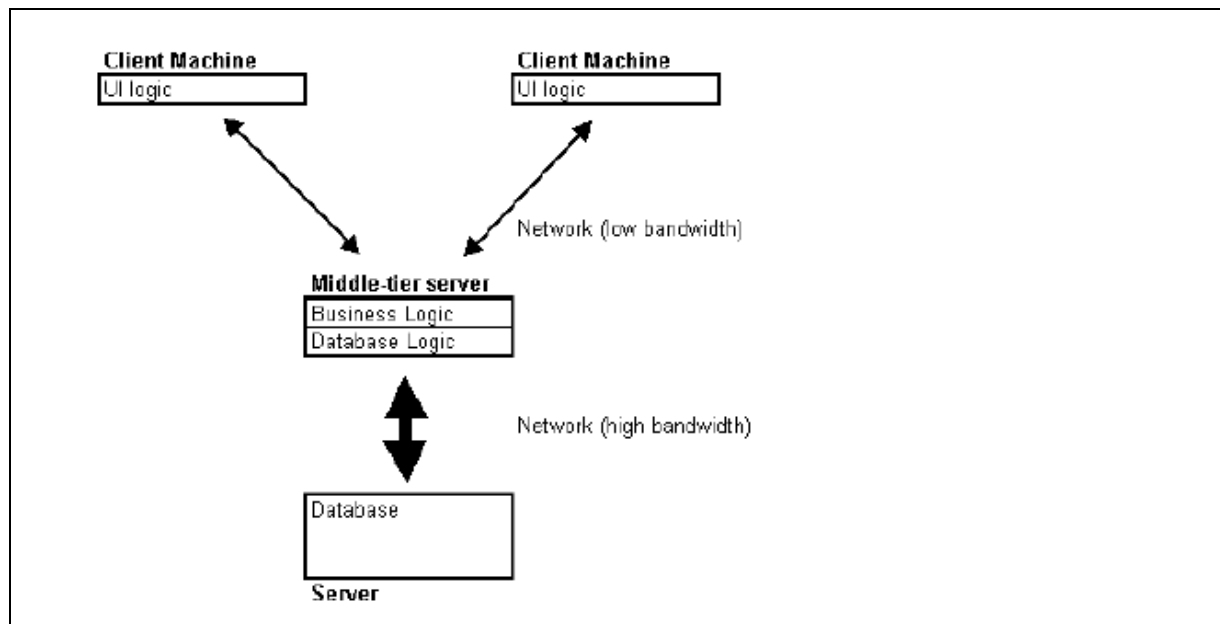 Client Machine
UI logic
Client Machine
UI logic
Network (low bandwidth)
Middle-tier server
Business Logic
Database Logic
Network (high bandwidth)
Database
Server